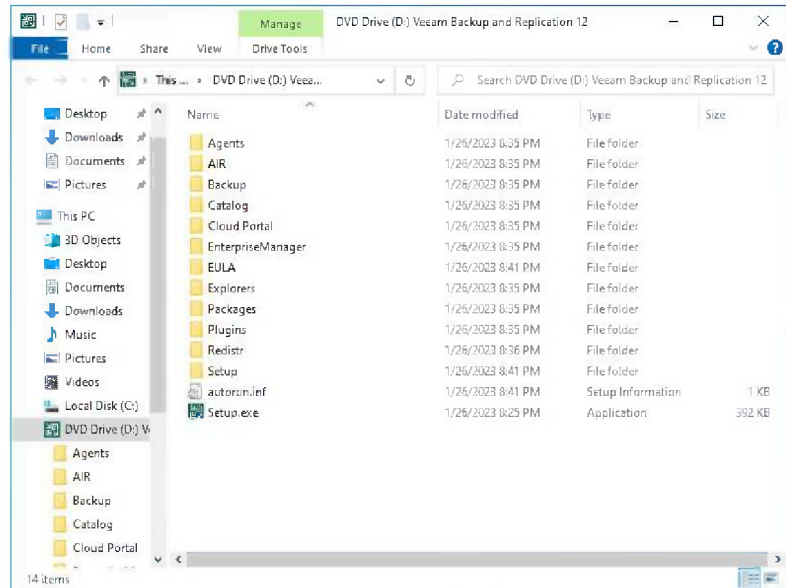 Manage DVD Drive (D:) Veeam Backup and Replication 12
File Home Share View Drive Tools
This ... DVD Drive (D:) Veea... Search DVD Drive (D:) Veeam Backup and Replication 12
Name Date modified Type Size
Desktop
Downloads
Documents
Pictures
This PC
3D Objects
Desktop
Documents
Downloads
Music
Pictures
Videos
Local Disk (C:)
DVD Drive (D:) V
Agents
AIR
Backup
Catalog
Cloud Portal
Agents 1/26/2023 8:35 PM File folder
AIR 1/26/2023 8:35 PM File folder
Backup 1/26/2023 8:35 PM File folder
Catalog 1/26/2023 8:35 PM File folder
Cloud Portal 1/26/2023 8:35 PM File folder
EnterpriseManager 1/26/2023 8:35 PM File folder
EULA 1/26/2023 8:41 PM File folder
Explorers 1/26/2023 8:35 PM File folder
Packages 1/26/2023 8:35 PM File folder
Plugins 1/26/2023 8:35 PM File folder
Redistr 1/26/2023 8:36 PM File folder
Setup 1/26/2023 8:41 PM File folder
autorun.inf 1/26/2023 8:41 PM Setup Information 1 KB
Setup.exe 1/26/2023 8:25 PM Application 392 KB
14 items